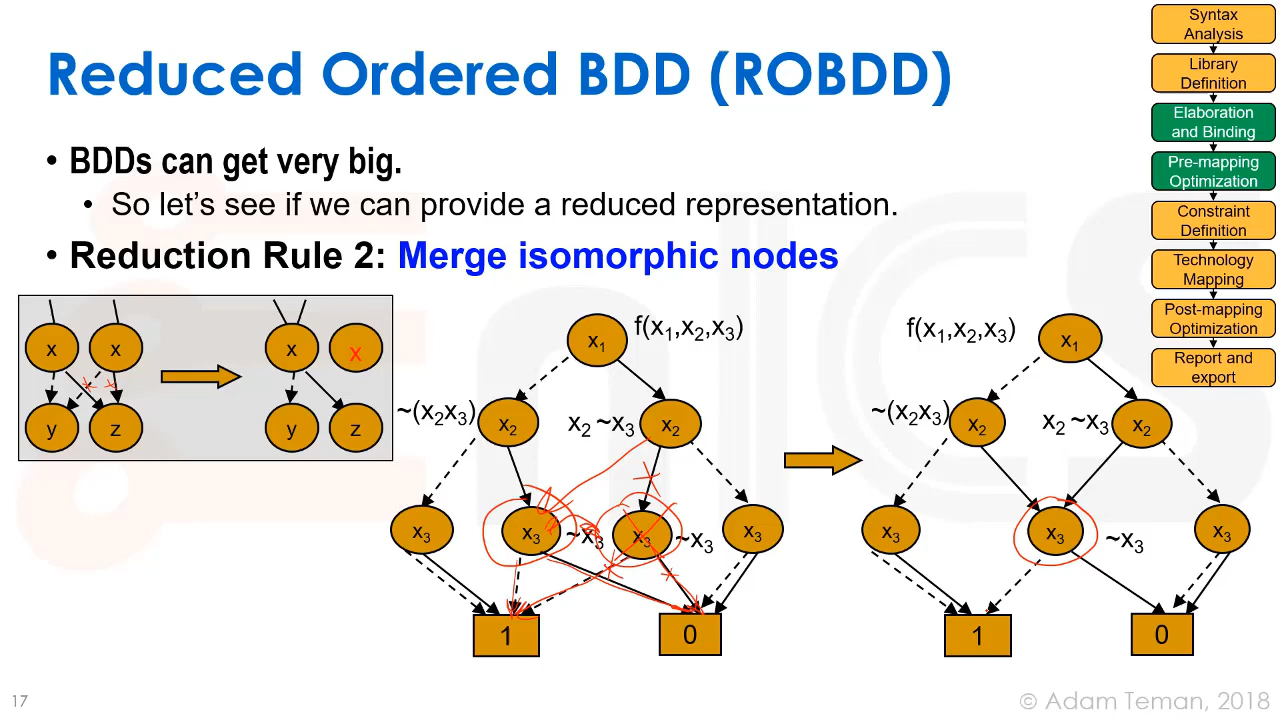 Reduced Ordered BDD (ROBDD)
• BDDs can get very big.
• So let's see if we can provide a reduced representation.
• Reduction Rule 2: Merge isomorphic nodes
Syntax
Analysis
Library
Definition
Elaboration
and Binding
Pre-mapping
Optimization
Constraint
Definition
Technology
Mapping
Post-mapping
Optimization
Report and
export
x x
y z
x x
y z
x₁ f(x₁,x₂,x₃)
~(x₂x₃) x₂ x₂ ~x₃ x₂
x₃ x₃ ~x₃ x₃ ~x₃ x₃
1 0
f(x₁,x₂,x₃) x₁
~(x₂x₃) x₂ x₂ ~x₃ x₂
x₃ x₃ ~x₃ x₃
1 0
17
© Adam Teman, 2018